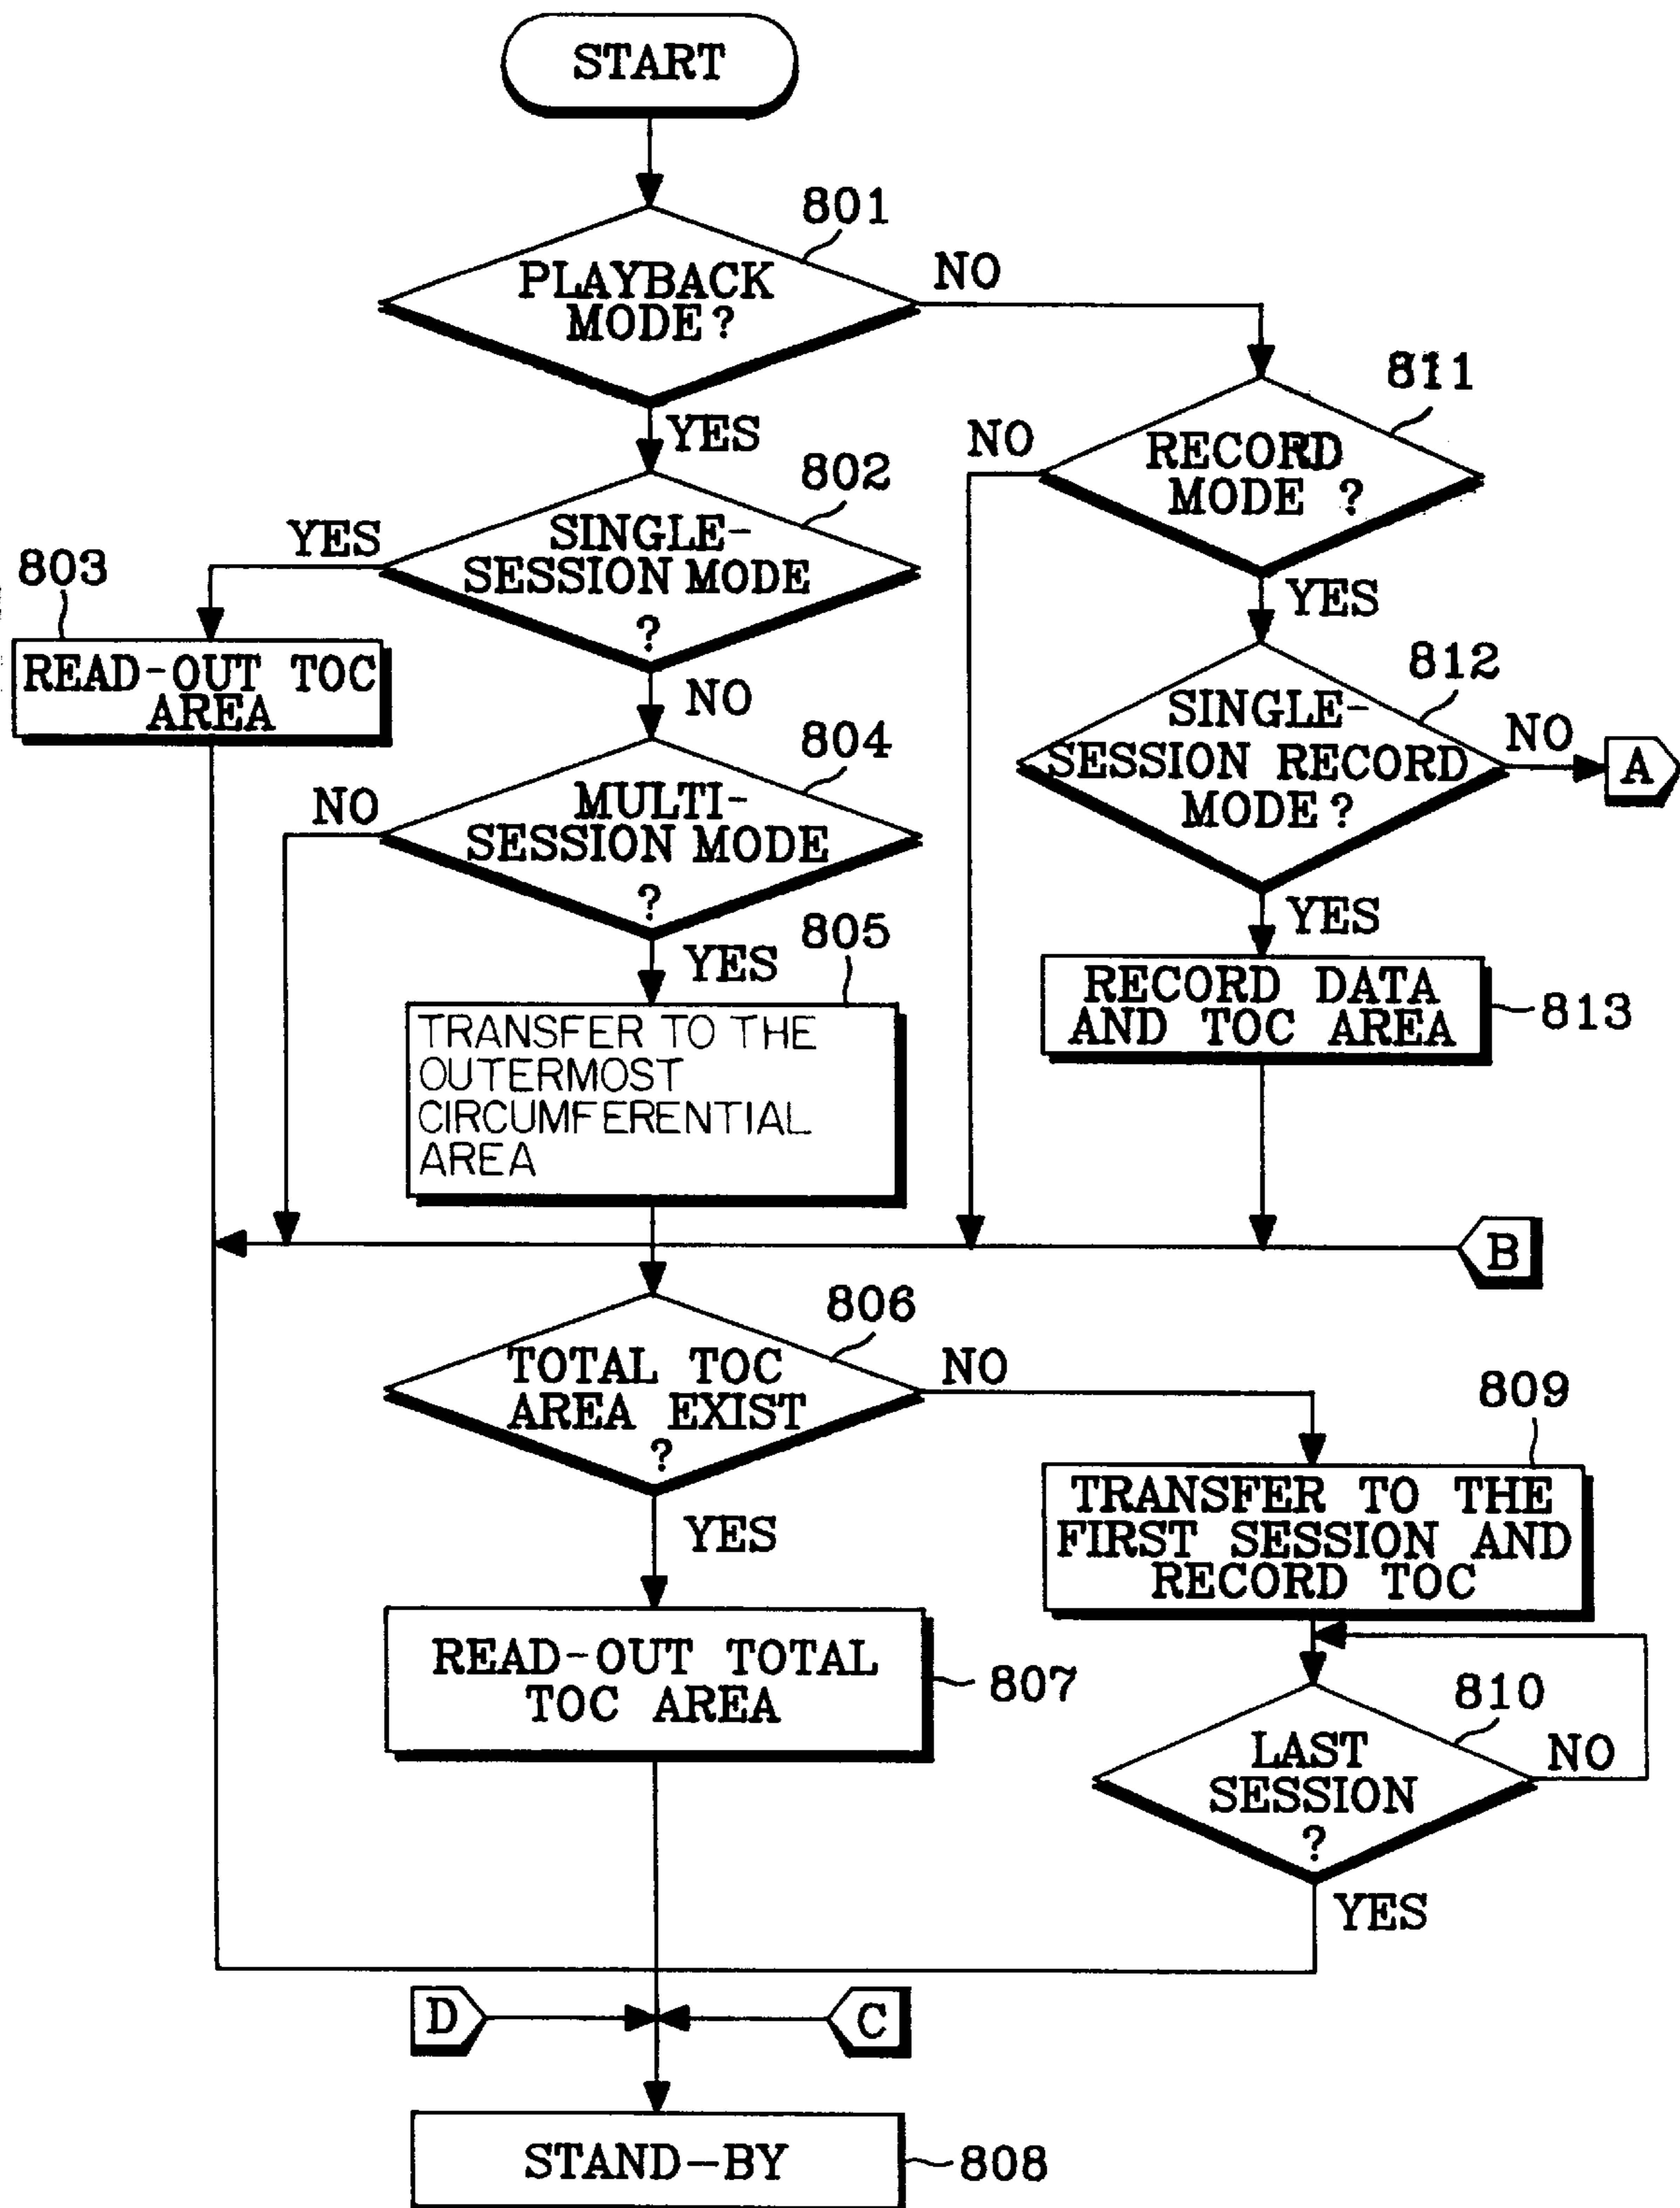 START
801
PLAYBACK
MODE?
NO
YES
811
RECORD
MODE ?
NO
YES
802
SINGLE-
SESSION MODE
?
YES
NO
803
READ-OUT TOC
AREA
812
SINGLE-
SESSION RECORD
MODE?
NO
A
YES
804
MULTI-
SESSION MODE
?
NO
YES
805
TRANSFER TO THE
OUTERMOST
CIRCUMFERENTIAL
AREA
RECORD DATA
AND TOC AREA
813
B
806
TOTAL TOC
AREA EXIST
?
NO
YES
809
TRANSFER TO THE
FIRST SESSION AND
RECORD TOC
READ-OUT TOTAL
TOC AREA
807
810
LAST
SESSION
?
NO
YES
D
C
STAND-BY
808